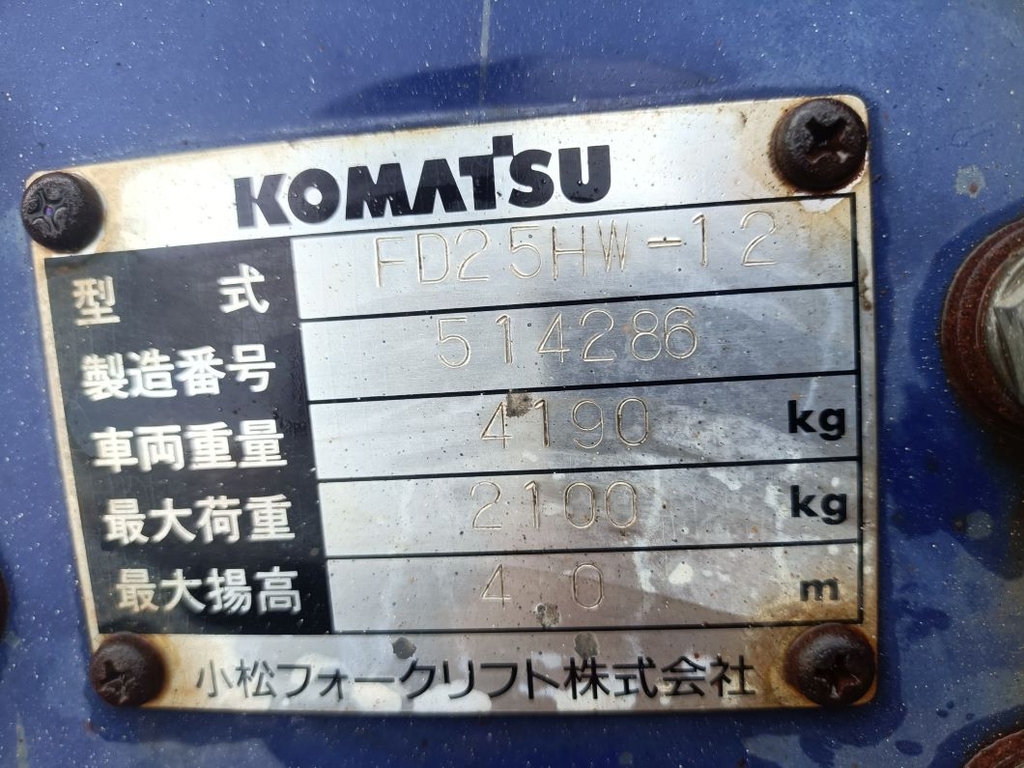 KOMATSU
型 式 FD25HW-12
製造番号 514286
車両重量 4190 kg
最大荷重 2100 kg
最大揚高 4.0 m
小松フォークリフト株式会社